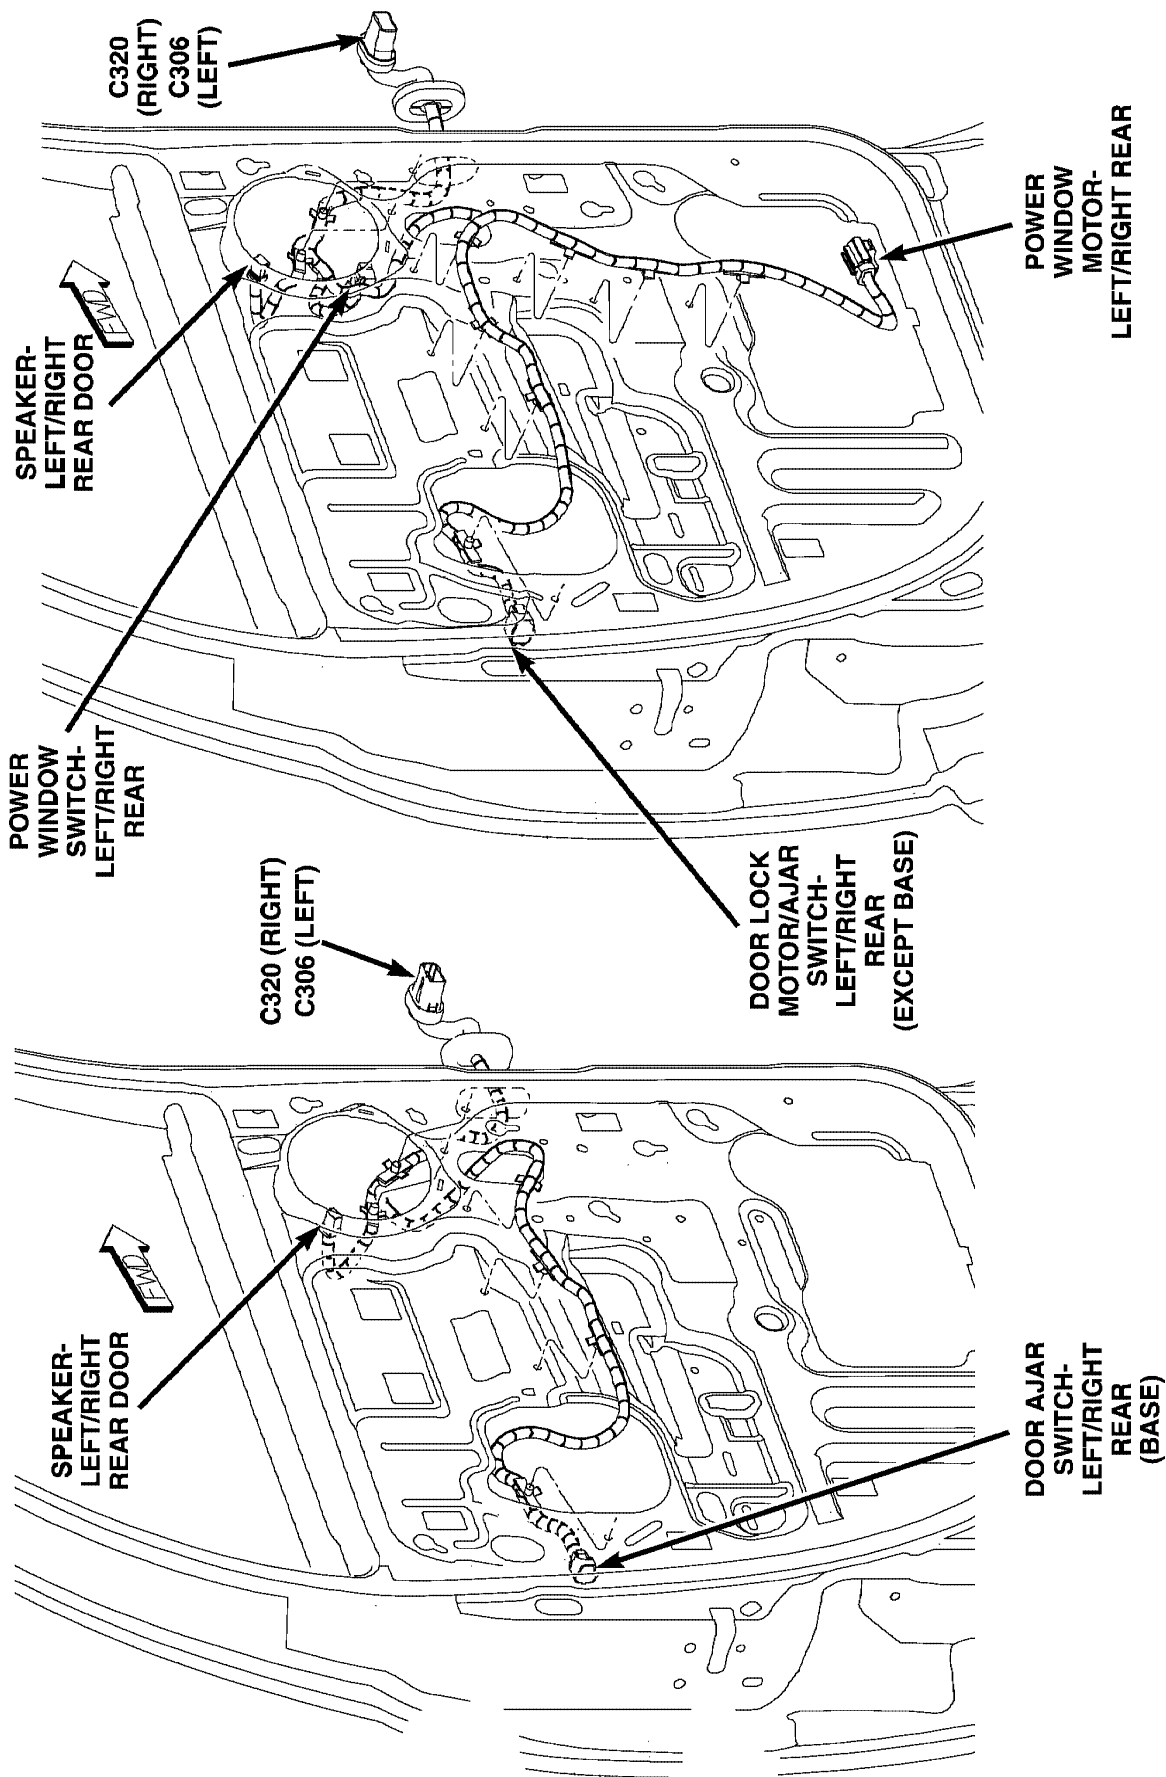 SPEAKER-
LEFT/RIGHT
REAR DOOR
FWD
C320 (RIGHT)
C306 (LEFT)
DOOR AJAR
SWITCH-
LEFT/RIGHT
REAR
(BASE)
POWER
WINDOW
SWITCH-
LEFT/RIGHT
REAR
SPEAKER-
LEFT/RIGHT
REAR DOOR
FWD
C320
(RIGHT)
C306
(LEFT)
DOOR LOCK
MOTOR/AJAR
SWITCH-
LEFT/RIGHT
REAR
(EXCEPT BASE)
POWER
WINDOW
MOTOR-
LEFT/RIGHT REAR